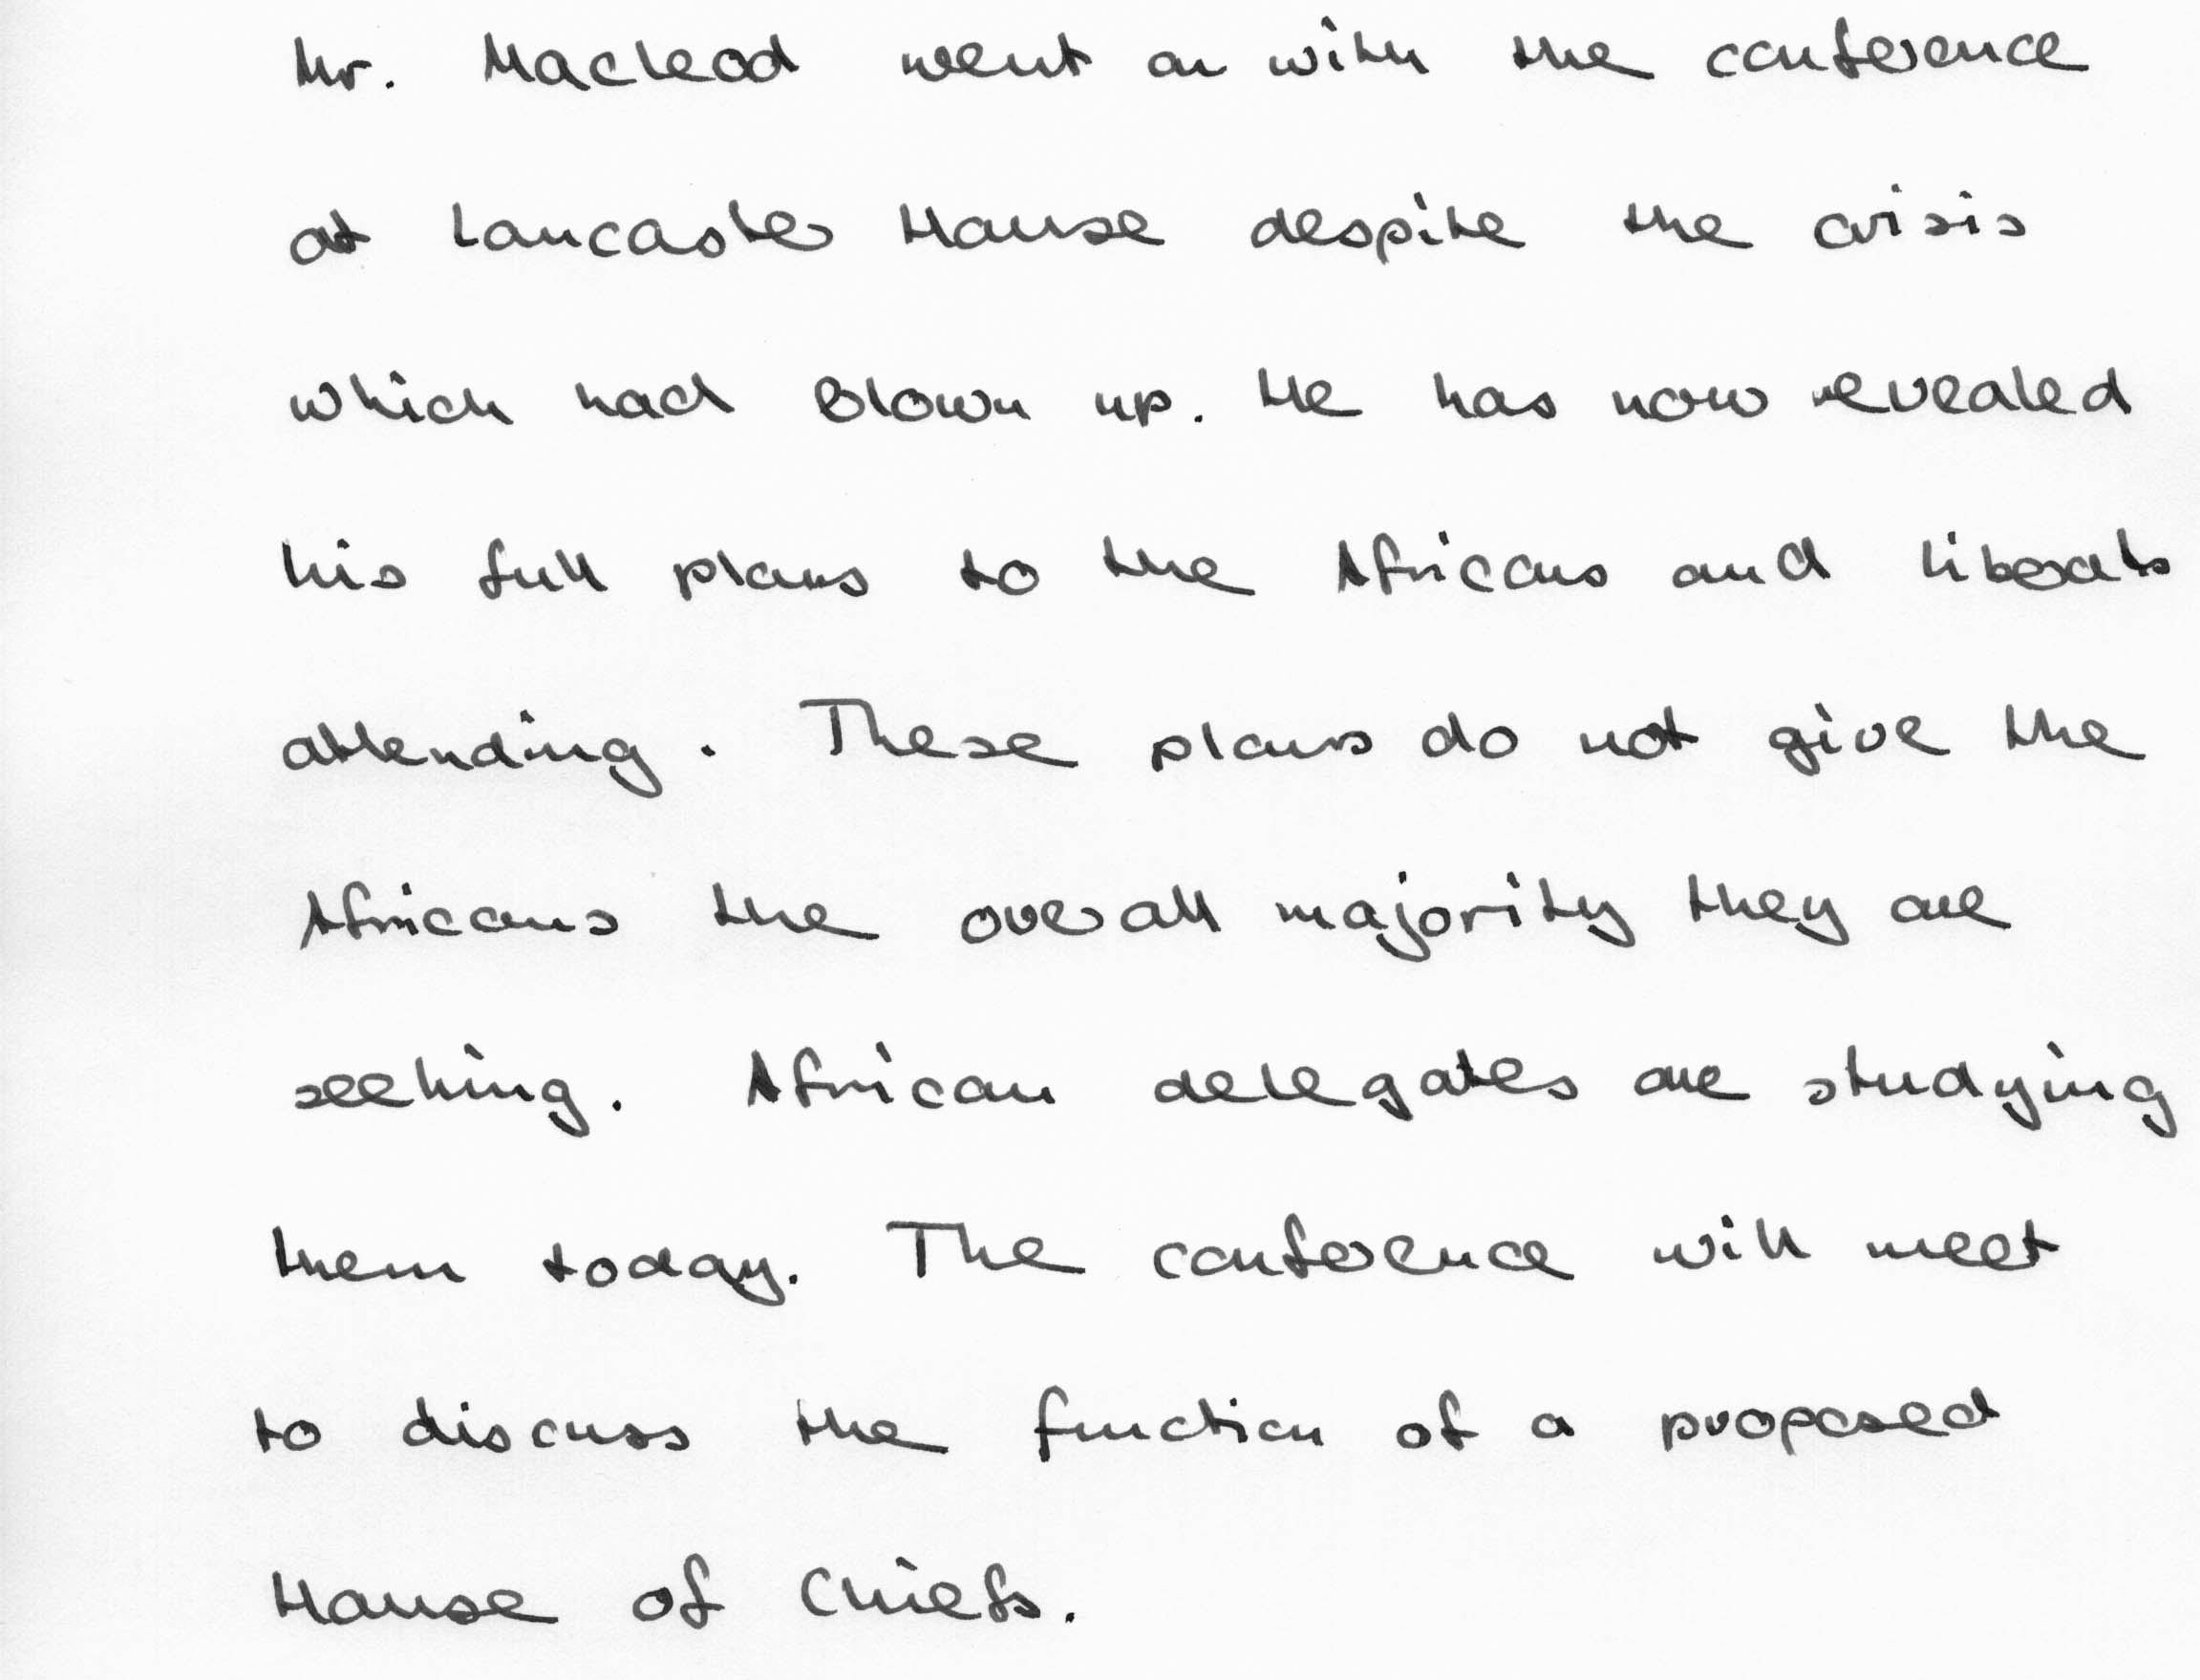 Mr. Macleod went on with the conference
at Lancaster House despite the crisis
which had blown up. He has now revealed
his full plans to the Africans and liberals
attending. These plans do not give the
Africans the overall majority they are
seeking. African delegates are studying
them today. The conference will meet
to discuss the function of a proposed
House of Chiefs.